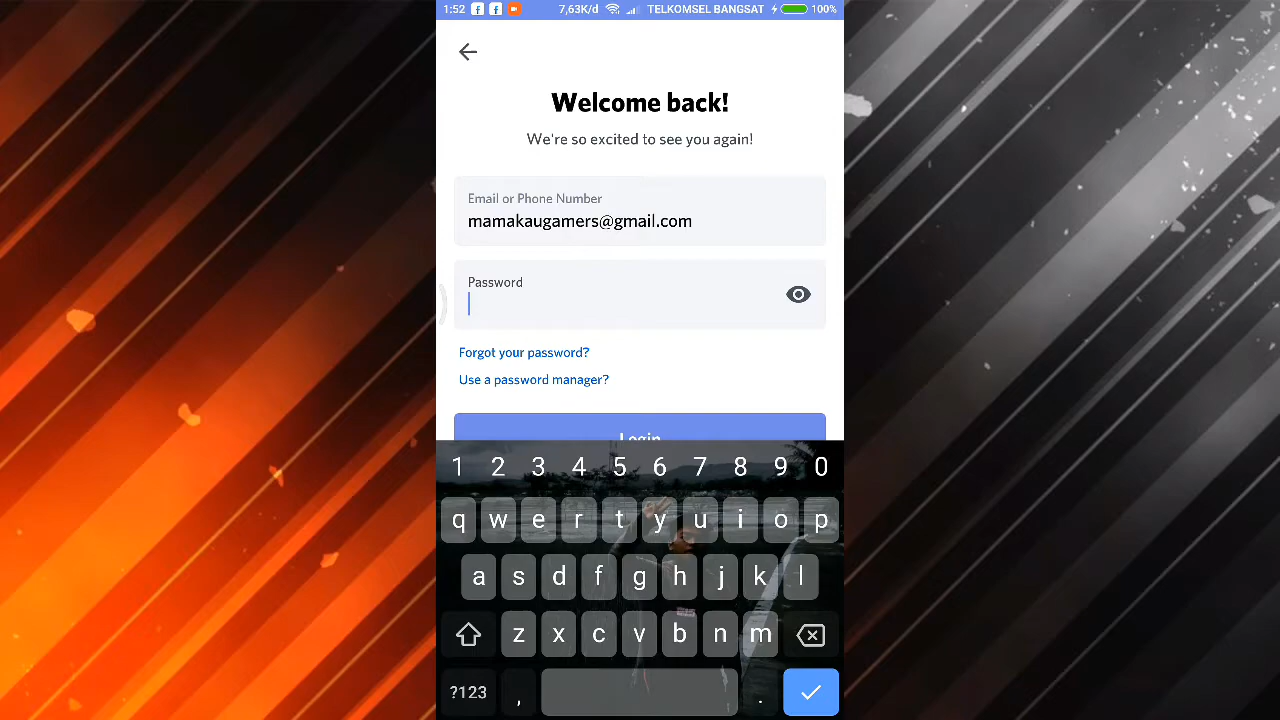 1:52 f f 7,63K/d TELKOMSEL BANGSAT 100%
Welcome back!
We're so excited to see you again!
Email or Phone Number
mamakaugamers@gmail.com
Password
Forgot your password?
Use a password manager?
Login
1 2 3 4 5 6 7 8 9 0
q w e r t y u i o p
a s d f g h j k l
z x c v b n m
?123 , .